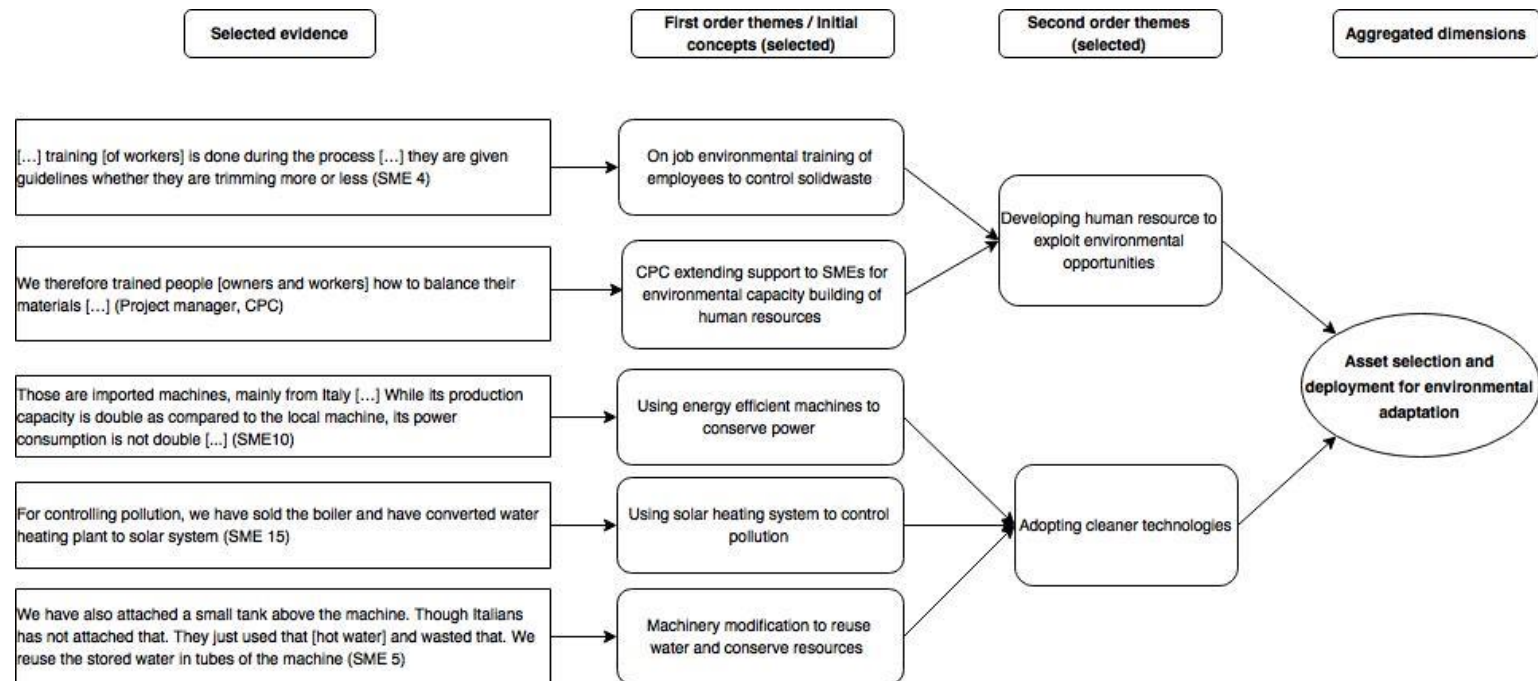 Selected evidence
First order themes / Initial
concepts (selected)
Second order themes
(selected)
Aggregated dimensions
[...] training [of workers] is done during the process [...] they are given
guidelines whether they are trimming more or less (SME 4)
On job environmental training of
employees to control solidwaste
Developing human resource to
exploit environmental
opportunities
We therefore trained people [owners and workers] how to balance their
materials [...] (Project manager, CPC)
CPC extending support to SMEs for
environmental capacity building of
human resources
Asset selection and
deployment for environmental
adaptation
Those are imported machines, mainly from Italy [...] While its production
capacity is double as compared to the local machine, its power
consumption is not double [...] (SME10)
Using energy efficient machines to
conserve power
For controlling pollution, we have sold the boiler and have converted water
heating plant to solar system (SME 15)
Using solar heating system to control
pollution
Adopting cleaner technologies
We have also attached a small tank above the machine. Though Italians
has not attached that. They just used that [hot water] and wasted that. We
reuse the stored water in tubes of the machine (SME 5)
Machinery modification to reuse
water and conserve resources